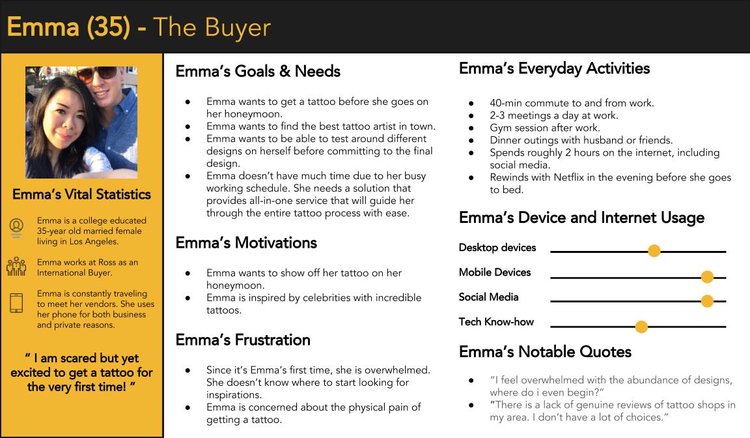 Emma (35) - The Buyer
Emma's Vital Statistics
Emma is a college educated
35-year old married female
living in Los Angeles.
Emma works at Ross as an
International Buyer.
Emma is constantly traveling
to meet her vendors. She uses
her phone for both business
and private reasons.
“ I am scared but yet
excited to get a tattoo for
the very first time! ”
Emma's Goals & Needs
● Emma wants to get a tattoo before she goes on
her honeymoon.
● Emma wants to find the best tattoo artist in town.
● Emma wants to be able to test around different
designs on herself before committing to the final
design.
● Emma doesn't have much time due to her busy
working schedule. She needs a solution that
provides all-in-one service that will guide her
through the entire tattoo process with ease.
Emma's Motivations
● Emma wants to show off her tattoo on her
honeymoon.
● Emma is inspired by celebrities with incredible
tattoos.
Emma's Frustration
● Since it's Emma's first time, she is overwhelmed.
She doesn't know where to start looking for
inspirations.
● Emma is concerned about the physical pain of
getting a tattoo.
Emma's Everyday Activities
● 40-min commute to and from work.
● 2-3 meetings a day at work.
● Gym session after work.
● Dinner outings with husband or friends.
● Spends roughly 2 hours on the internet, including
social media.
● Rewinds with Netflix in the evening before she goes
to bed.
Emma's Device and Internet Usage
Desktop devices
Mobile Devices
Social Media
Tech Know-how
Emma's Notable Quotes
● “I feel overwhelmed with the abundance of designs,
where do i even begin?”
● “There is a lack of genuine reviews of tattoo shops in
my area. I don't have a lot of choices.”